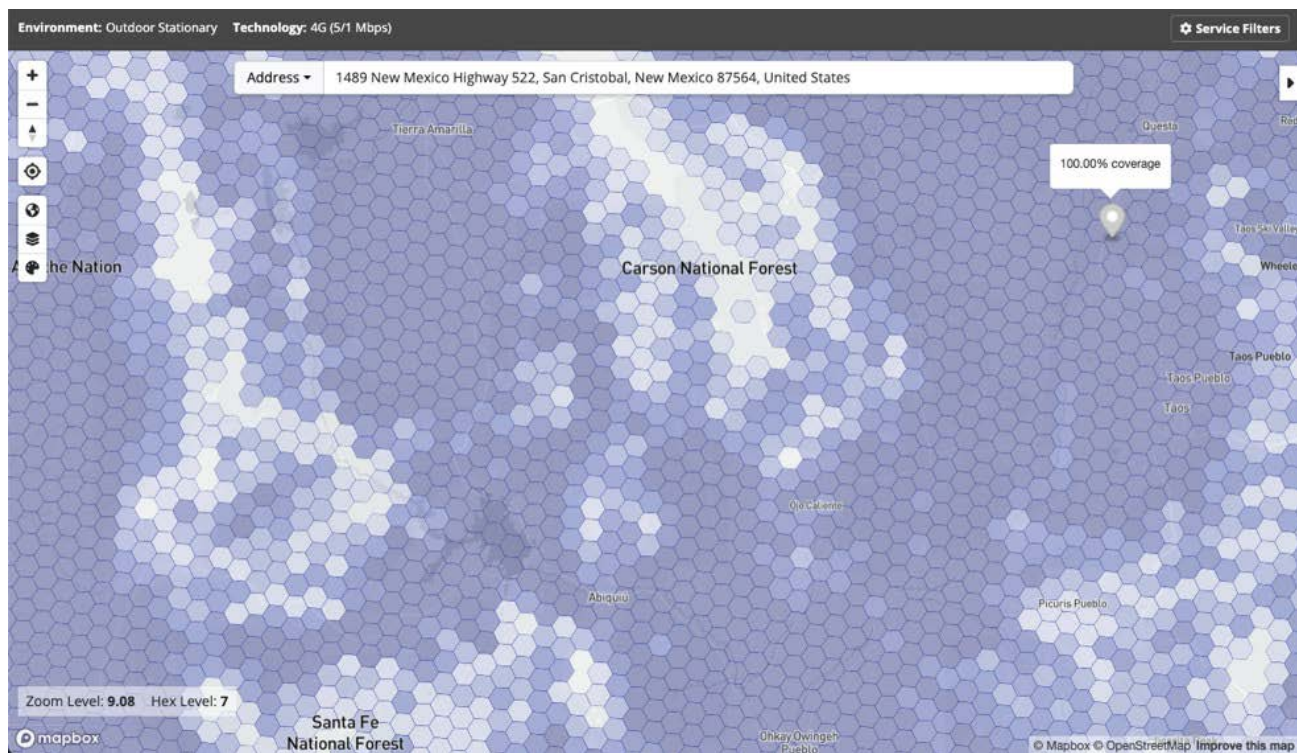 Environment: Outdoor Stationary Technology: 4G (5/1 Mbps)
Service Filters
Address
1489 New Mexico Highway 522, San Cristobal, New Mexico 87564, United States
Tierra Amarilla
Questa
Red
100.00% coverage
Taos Ski Valley
he Nation
Carson National Forest
Wheele
Taos Pueblo
Taos Pueblo
Taos
Ojo Caliente
Abiquiu
Picuris Pueblo
Zoom Level: 9.08 Hex Level: 7
Santa Fe
National Forest
Ohkay Owingeh
Pueblo
mapbox
© Mapbox © OpenStreetMap Improve this map